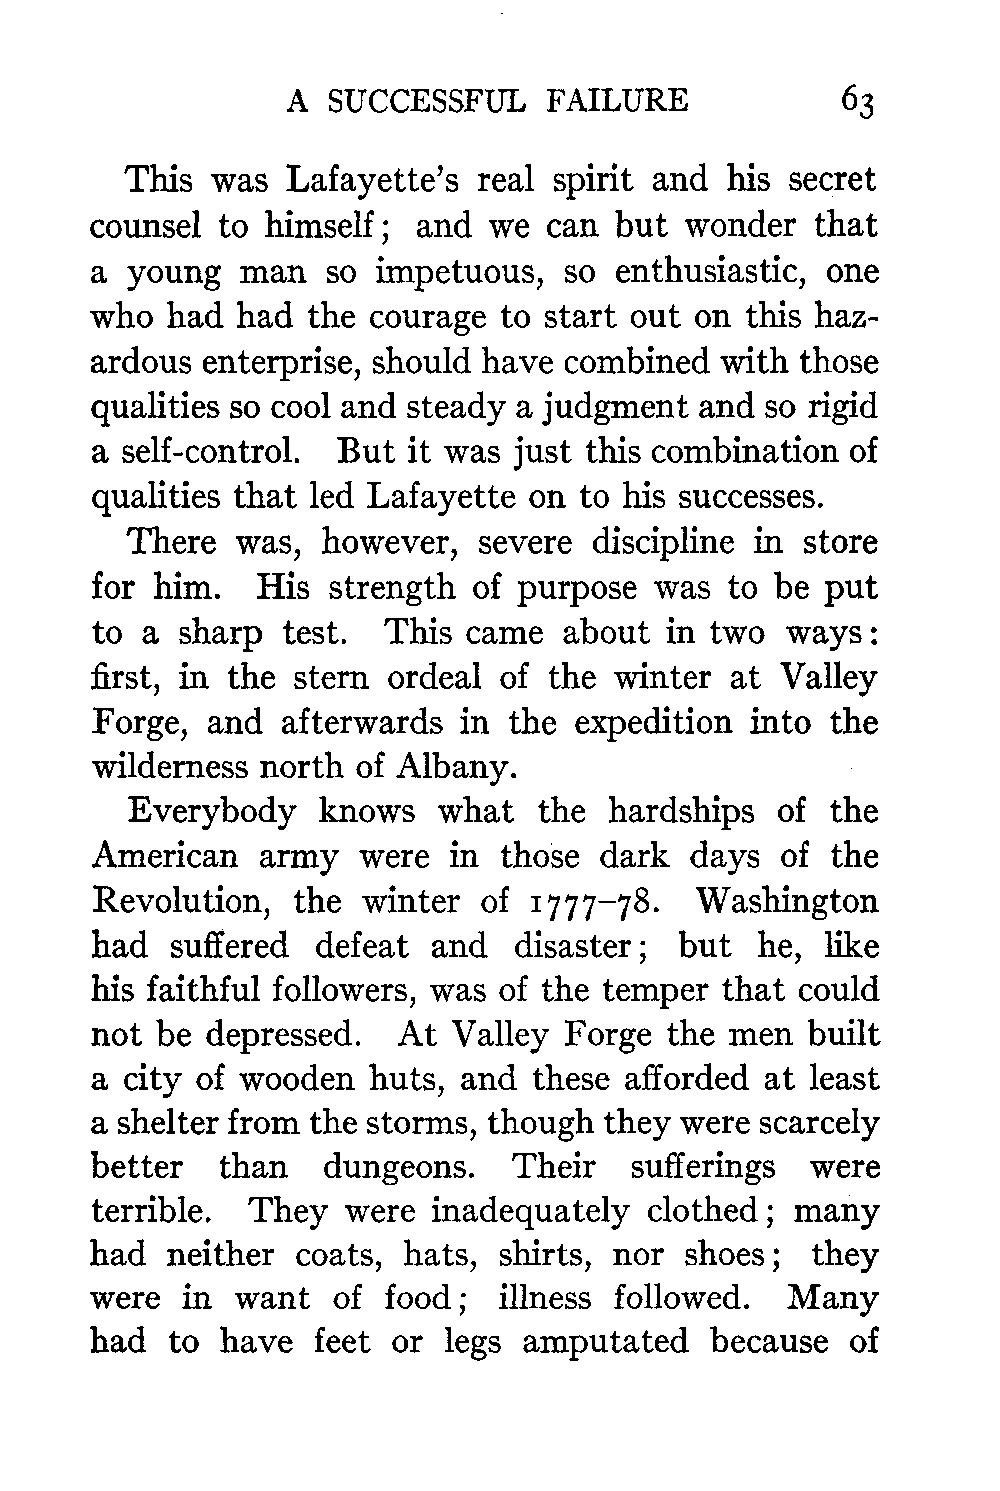 A SUCCESSFUL FAILURE 63
This was Lafayette's real spirit and his secret
counsel to himself; and we can but wonder that
a young man so impetuous, so enthusiastic, one
who had had the courage to start out on this haz-
ardous enterprise, should have combined with those
qualities so cool and steady a judgment and so rigid
a self-control. But it was just this combination of
qualities that led Lafayette on to his successes.
There was, however, severe discipline in store
for him. His strength of purpose was to be put
to a sharp test. This came about in two ways:
first, in the stern ordeal of the winter at Valley
Forge, and afterwards in the expedition into the
wilderness north of Albany.
Everybody knows what the hardships of the
American army were in those dark days of the
Revolution, the winter of 1777–78. Washington
had suffered defeat and disaster; but he, like
his faithful followers, was of the temper that could
not be depressed. At Valley Forge the men built
a city of wooden huts, and these afforded at least
a shelter from the storms, though they were scarcely
better than dungeons. Their sufferings were
terrible. They were inadequately clothed; many
had neither coats, hats, shirts, nor shoes; they
were in want of food; illness followed. Many
had to have feet or legs amputated because of